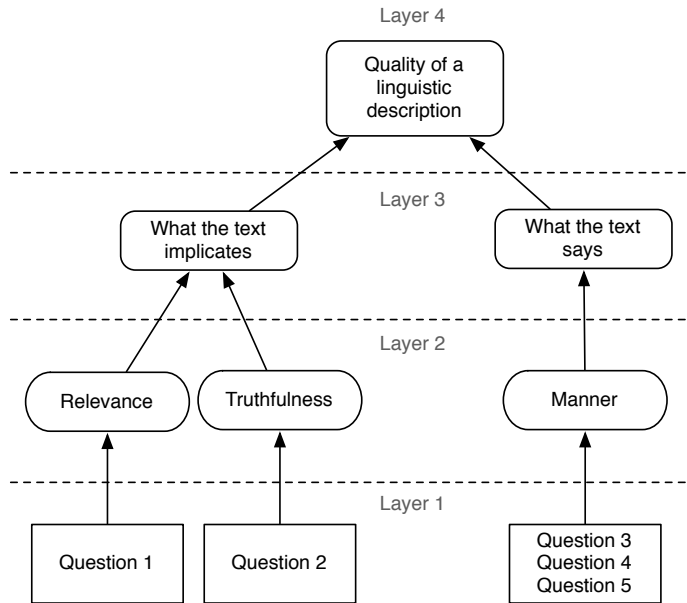 Layer 4
Quality of a
linguistic
description
Layer 3
What the text
implicates
What the text
says
Layer 2
Relevance
Truthfulness
Manner
Layer 1
Question 1
Question 2
Question 3
Question 4
Question 5